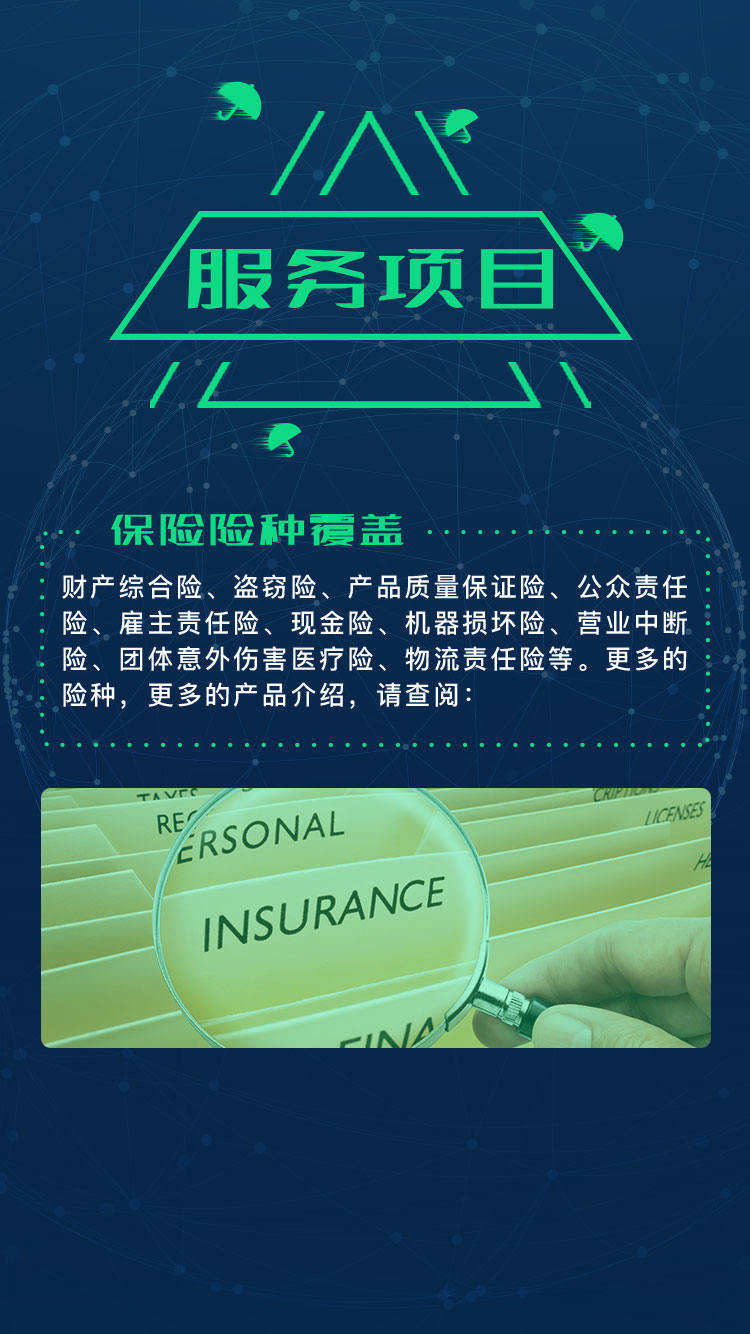 服务项目
保险险种覆盖
财产综合险、盗窃险、产品质量保证险、公众责任
险、雇主责任险、现金险、机器损坏险、营业中断
险、团体意外伤害医疗险、物流责任险等。更多的
险种，更多的产品介绍，请查阅：
TAXES
CRIPTIONS
REC
LICENSES
ERSONAL
INSURANCE
FINA